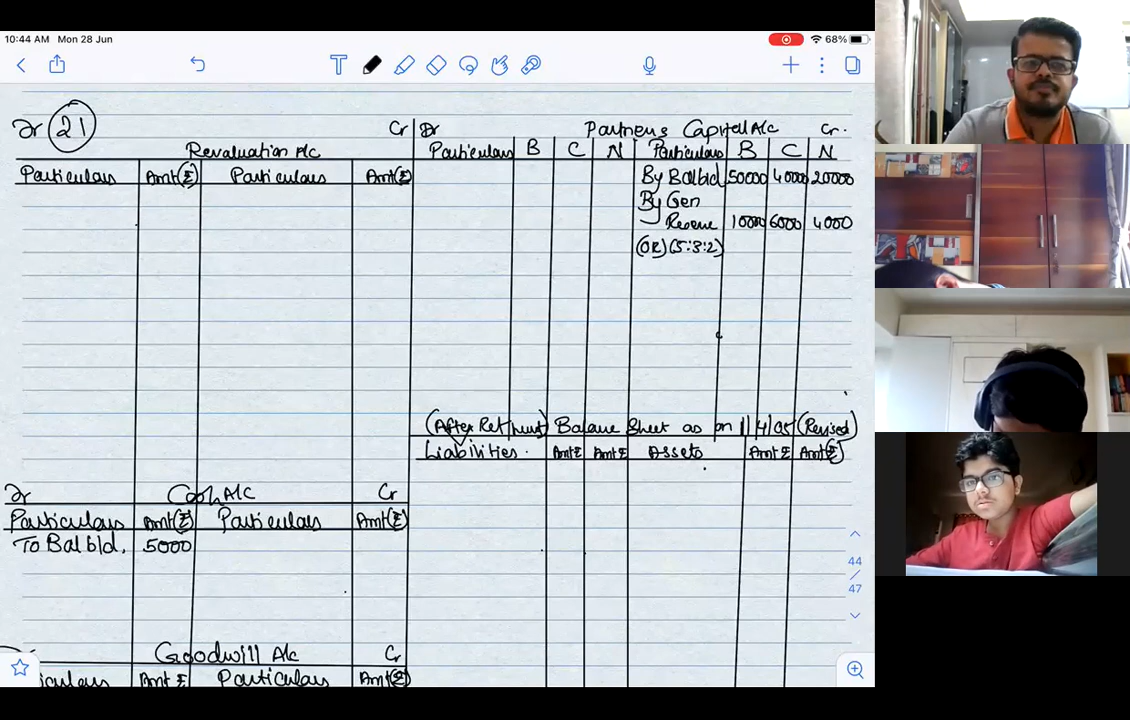 10:44 AM Mon 28 Jun
68%
Dr 21 Cr
Revaluation A/c
Particulars Amt(₹) Particulars Amt(₹)
Dr Partners Capital A/c Cr.
Particulars B C N Particulars B C N
By Bal b/d 50000 40000 20000
By Gen
Reserve 10000 6000 4000
(OR) (5:3:2)
(After Retirement) Balance Sheet as on 1/4/05 (Revised)
Liabilities. Amt ₹ Amt ₹ Assets Amt ₹ Amt(₹)
Dr Cash A/c Cr
Particulars Amt(₹) Particulars Amt(₹)
To Bal b/d. 5000
Goodwill A/c Cr
iculars Amt ₹ Particulars Amt(₹)
44
/
47